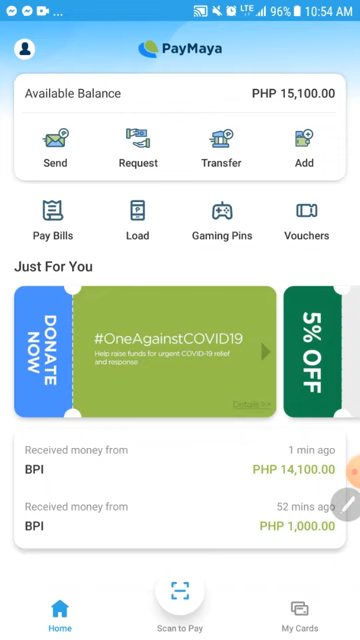 ... LTE 96% 10:54 AM
PayMaya
Available Balance PHP 15,100.00
Send Request Transfer Add
Pay Bills Load Gaming Pins Vouchers
Just For You
DONATE NOW
#OneAgainstCOVID19
Help raise funds for urgent COVID-19 relief
and response
Details >>
5% OFF
Received money from 1 min ago
BPI PHP 14,100.00
Received money from 52 mins ago
BPI PHP 1,000.00
Home Scan to Pay My Cards